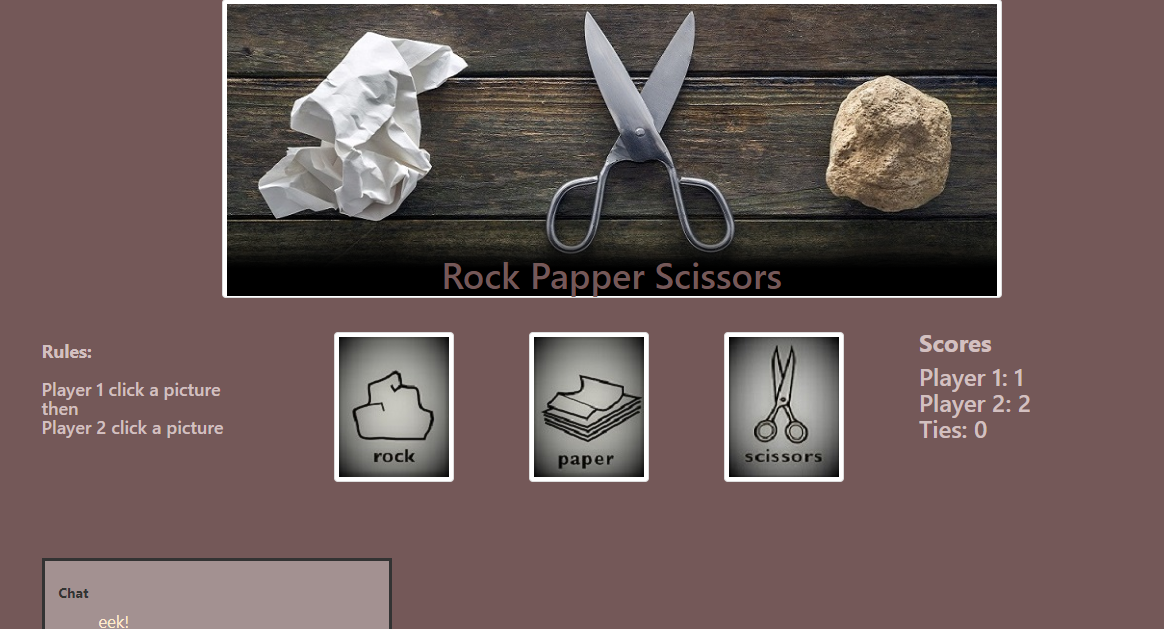 Rock Papper Scissors
Rules:
Player 1 click a picture
then
Player 2 click a picture
rock
paper
scissors
Scores
Player 1: 1
Player 2: 2
Ties: 0
Chat
eek!